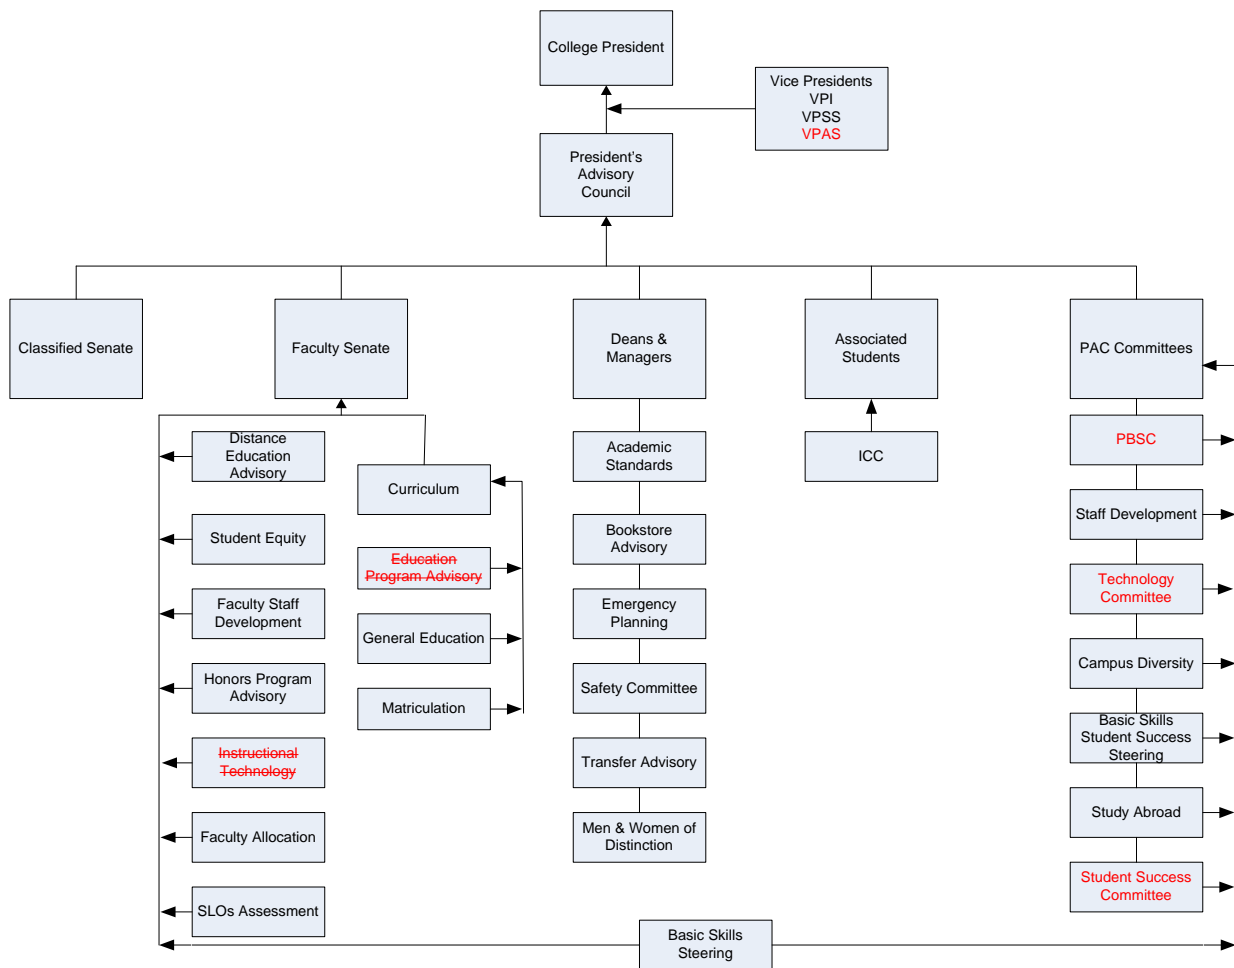 College President
Vice Presidents
VPI
VPSS
VPAS
President's
Advisory
Council
Classified Senate
Faculty Senate
Deans &
Managers
Associated
Students
PAC Committees
Distance
Education
Advisory
Student Equity
Faculty Staff
Development
Honors Program
Advisory
Instructional
Technology
Faculty Allocation
SLOs Assessment
Curriculum
Education
Program Advisory
General Education
Matriculation
Academic
Standards
Bookstore
Advisory
Emergency
Planning
Safety Committee
Transfer Advisory
Men & Women of
Distinction
ICC
PBSC
Staff Development
Technology
Committee
Campus Diversity
Basic Skills
Student Success
Steering
Study Abroad
Student Success
Committee
Basic Skills
Steering